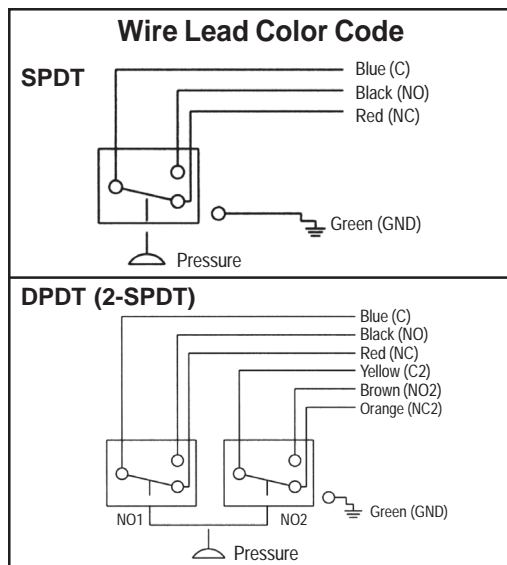 Wire Lead Color Code
SPDT
Blue (C)
Black (NO)
Red (NC)
Green (GND)
Pressure
DPDT (2-SPDT)
Blue (C)
Black (NO)
Red (NC)
Yellow (C2)
Brown (NO2)
Orange (NC2)
NO1
NO2
Green (GND)
Pressure